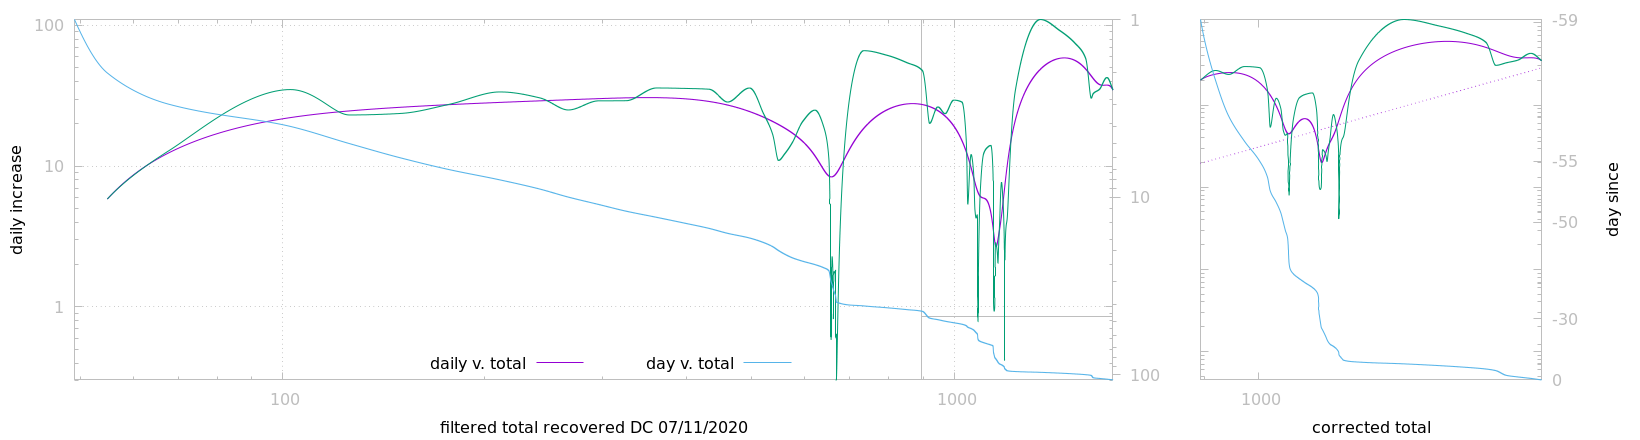 100
10
1
daily increase
100
1000
filtered total recovered DC 07/11/2020
daily v. total
day v. total
1
10
100
1000
corrected total
-59
-55
-50
-30
0
day since